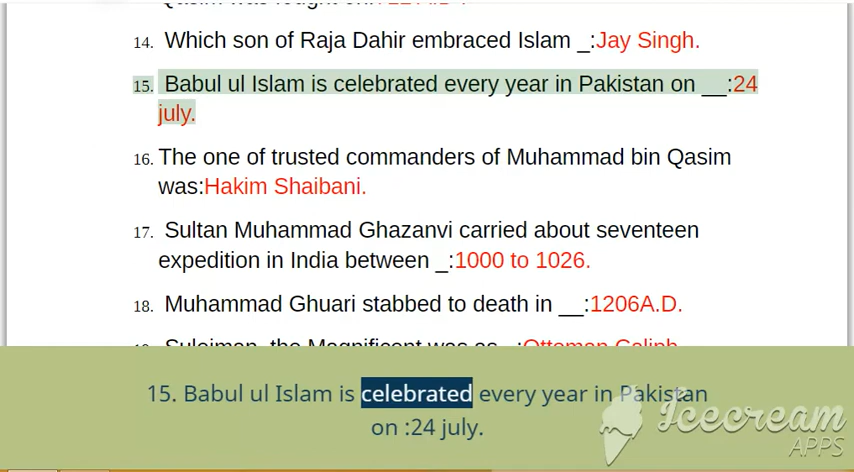 14. Which son of Raja Dahir embraced Islam _:Jay Singh.
15. Babul ul Islam is celebrated every year in Pakistan on __:24
july.
16. The one of trusted commanders of Muhammad bin Qasim
was:Hakim Shaibani.
17. Sultan Muhammad Ghazanvi carried about seventeen
expedition in India between _:1000 to 1026.
18. Muhammad Ghuari stabbed to death in __:1206A.D.
15. Babul ul Islam is celebrated every year in Pakistan
on :24 july.
Icecream
APPS